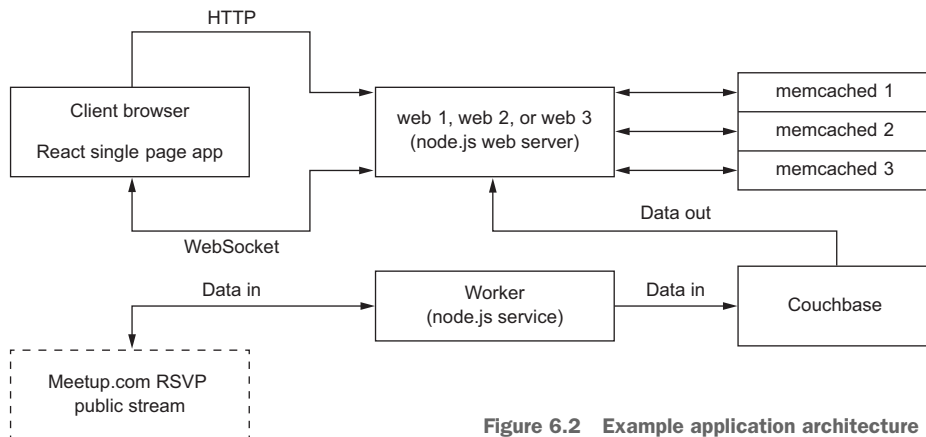 HTTP
Client browser
React single page app
web 1, web 2, or web 3
(node.js web server)
memcached 1
memcached 2
memcached 3
Data out
WebSocket
Data in
Worker
(node.js service)
Data in
Couchbase
Meetup.com RSVP
public stream
Figure 6.2 Example application architecture